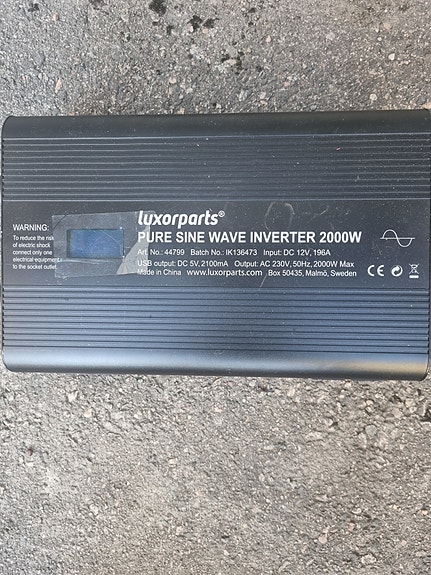 luxorparts®
PURE SINE WAVE INVERTER 2000W
Art. No.: 44799 Batch No.: IK136473 Input: DC 12V, 196A
USB output: DC 5V, 2100mA Output: AC 230V, 50Hz, 2000W Max
Made in China www.luxorparts.com Box 50435, Malmö, Sweden
WARNING:
To reduce the risk
of electric shock
connect only one
electrical equipment
to the socket outlet.
CE